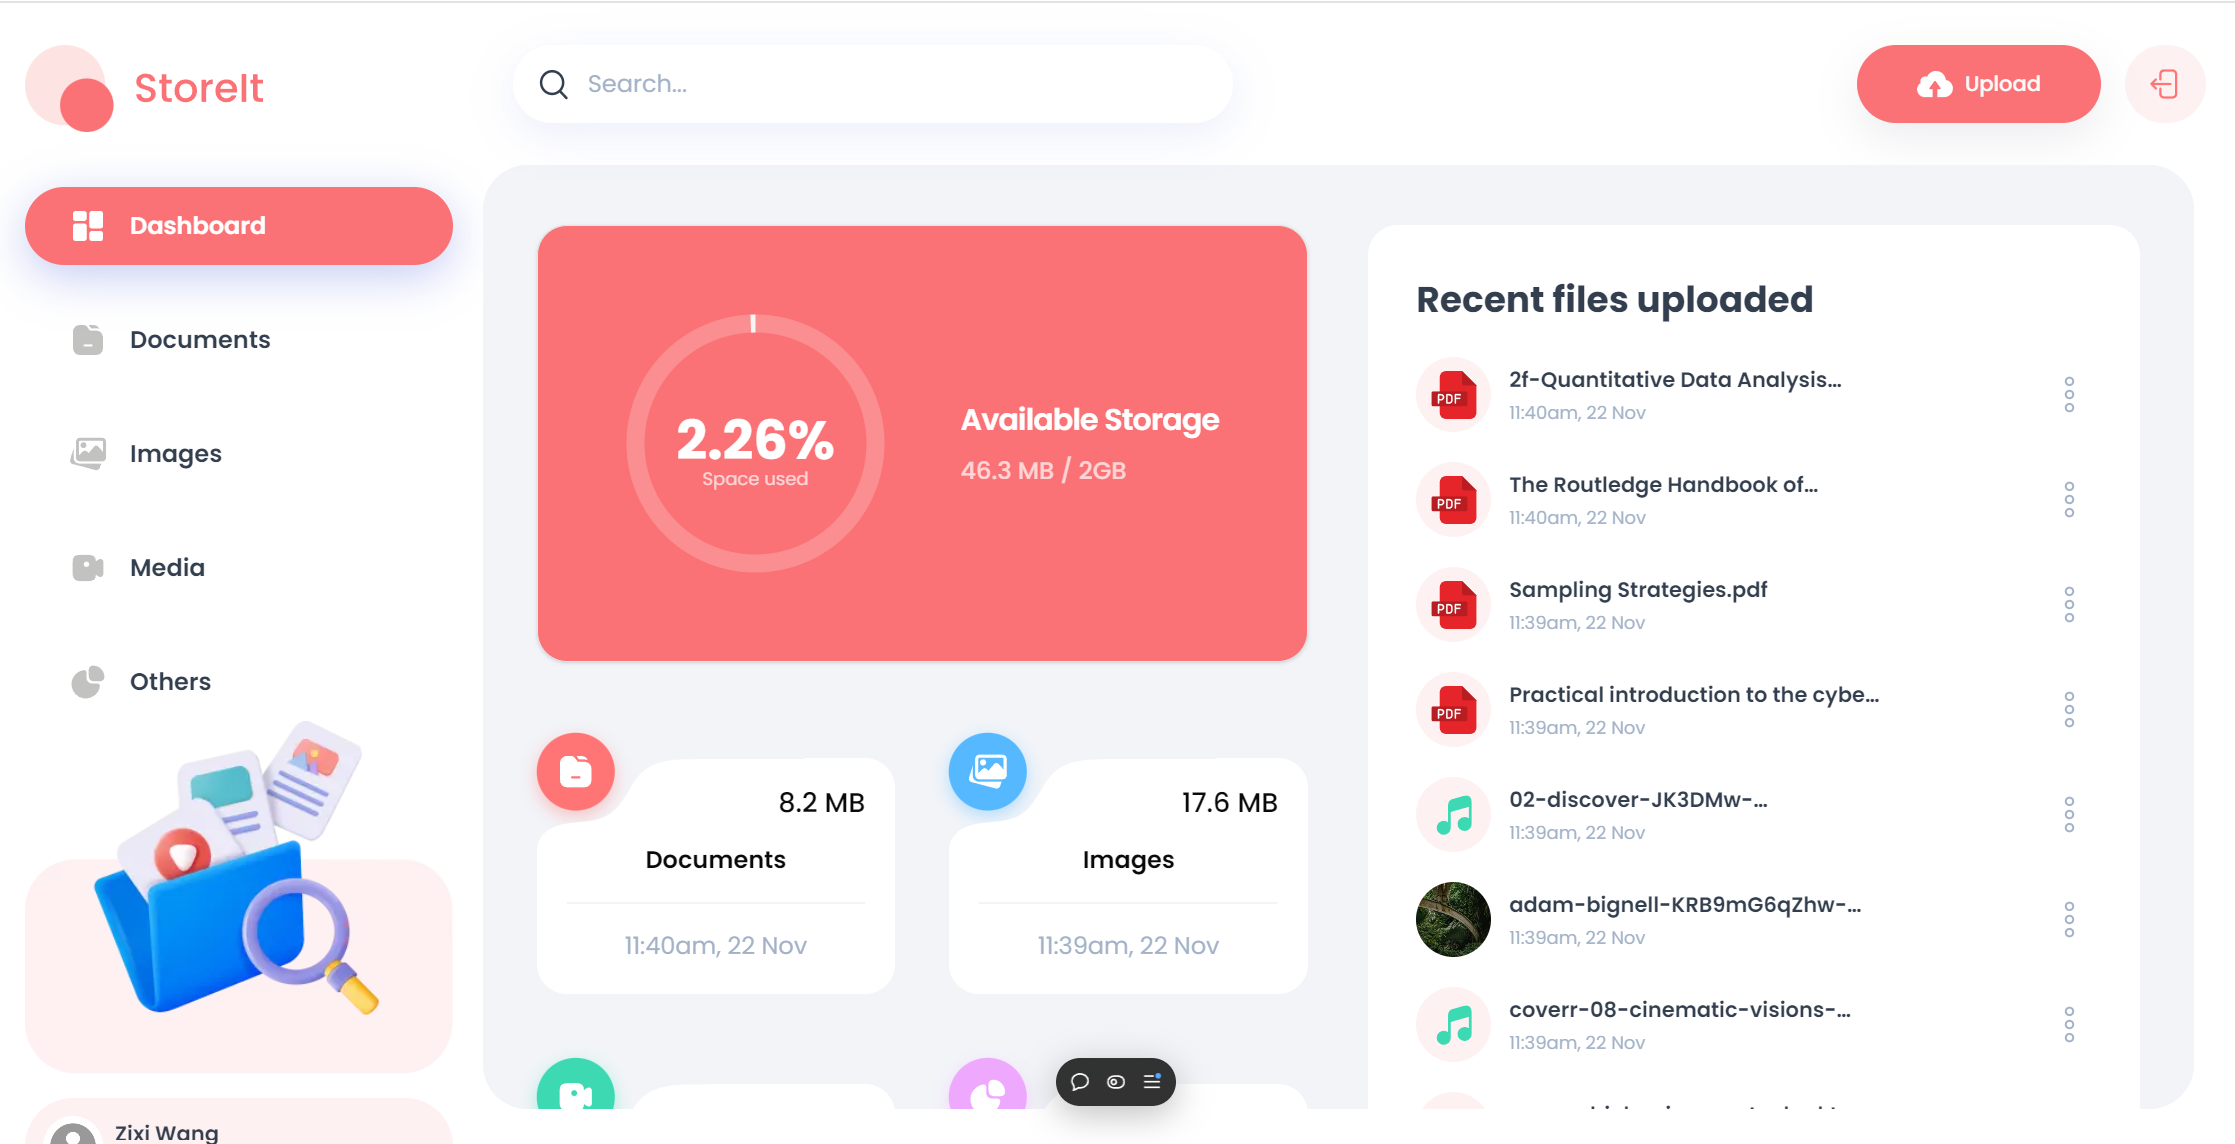 StoreIt
Search...
Upload
Dashboard
Documents
Images
Media
Others
2.26%
Space used
Available Storage
46.3 MB / 2GB
8.2 MB
Documents
11:40am, 22 Nov
17.6 MB
Images
11:39am, 22 Nov
Recent files uploaded
PDF
2f-Quantitative Data Analysis...
11:40am, 22 Nov
PDF
The Routledge Handbook of...
11:40am, 22 Nov
PDF
Sampling Strategies.pdf
11:39am, 22 Nov
PDF
Practical introduction to the cybe...
11:39am, 22 Nov
02-discover-JK3DMw-...
11:39am, 22 Nov
adam-bignell-KRB9mG6qZhw-...
11:39am, 22 Nov
coverr-08-cinematic-visions-...
11:39am, 22 Nov
Zixi Wang